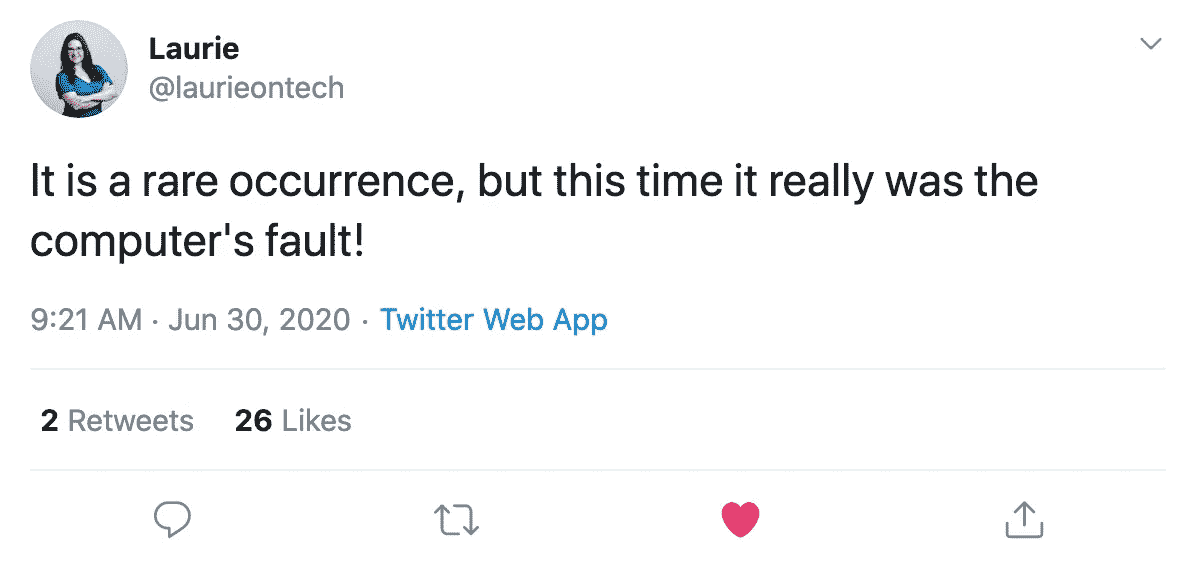 Laurie
@laurieontech
It is a rare occurrence, but this time it really was the
computer's fault!
9:21 AM · Jun 30, 2020 · Twitter Web App
2 Retweets 26 Likes